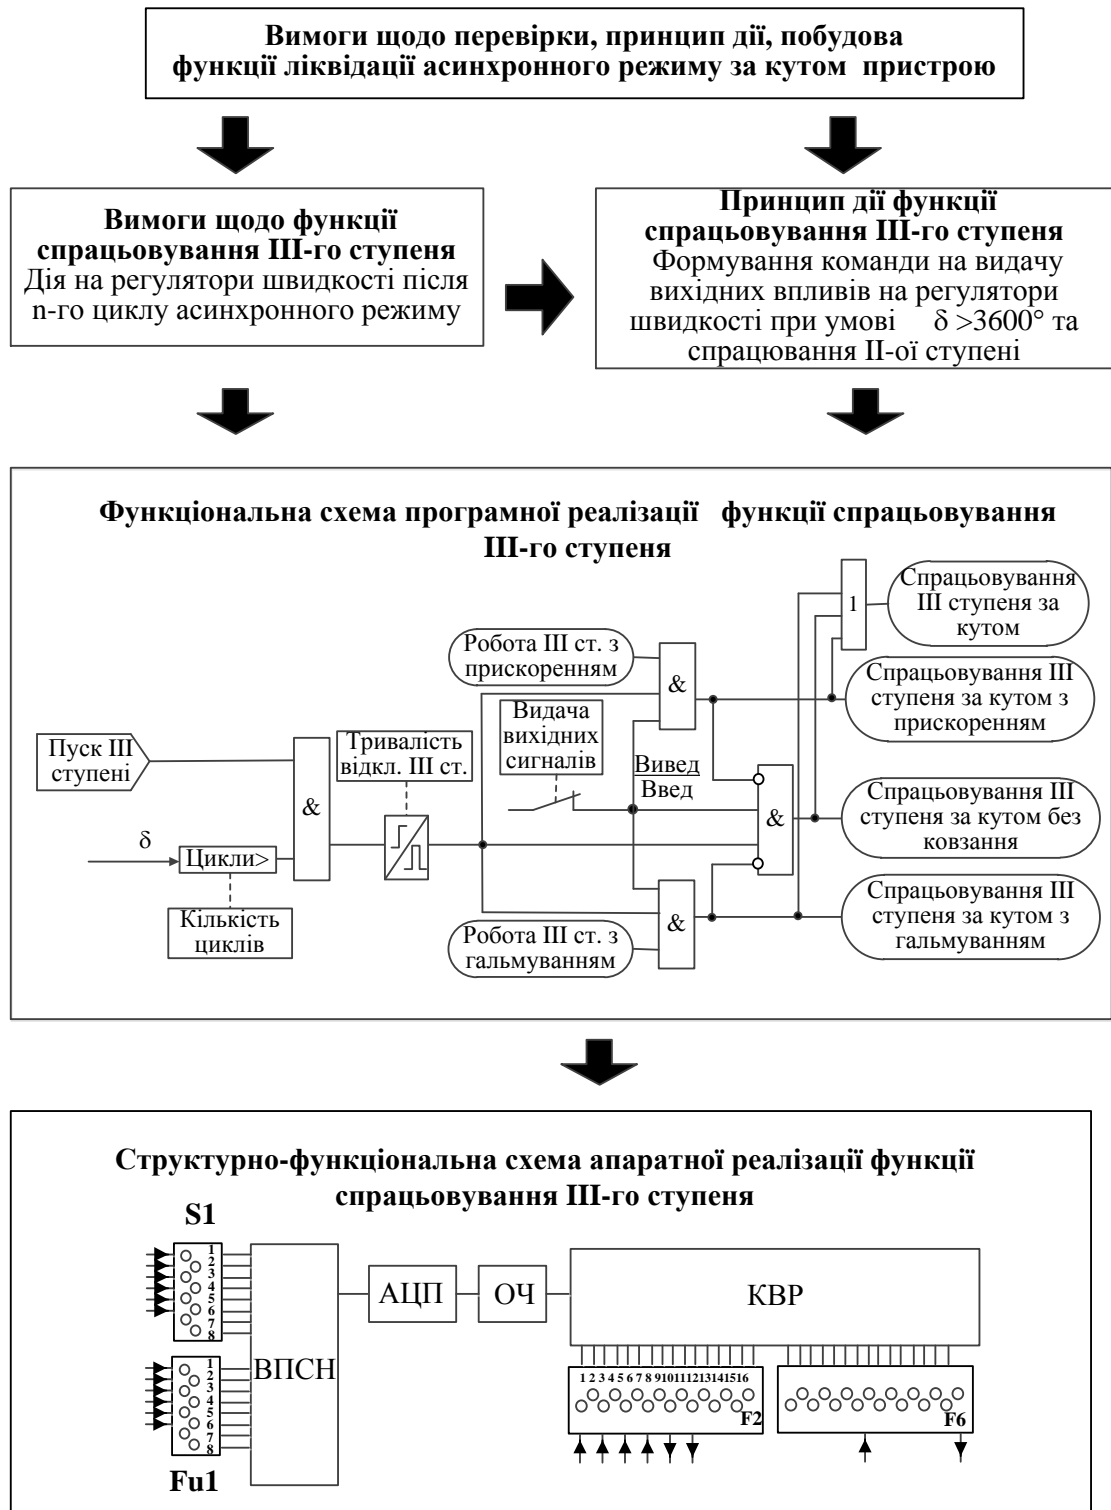 Вимоги щодо перевірки, принцип дії, побудова
функції ліквідації асинхронного режиму за кутом пристрою
Вимоги щодо функції
спрацьовування III-го ступеня
Дія на регулятори швидкості після
n-го циклу асинхронного режиму
Принцип дії функції
спрацьовування III-го ступеня
Формування команди на видачу
вихідних впливів на регулятори
швидкості при умові δ >3600° та
спрацювання II-ої ступені
Функціональна схема програмної реалізації функції спрацьовування
III-го ступеня
Спрацьовування
III ступеня за
кутом
1
Робота III ст. з
прискоренням
&
Спрацьовування III
ступеня за кутом з
прискоренням
Видача
вихідних
сигналів
Пуск III
ступені
Тривалість
відкл. III ст.
Вивед
Введ
&
&
Спрацьовування III
ступеня за кутом без
ковзання
δ
Цикли>
Кількість
циклів
&
Спрацьовування III
ступеня за кутом з
гальмуванням
Робота III ст. з
гальмуванням
Структурно-функціональна схема апаратної реалізації функції
спрацьовування III-го ступеня
S1
1
2
3
4
5
6
7
8
ВПСН
АЦП
ОЧ
КВР
1
2
3
4
5
6
7
8
Fu1
1 2 3 4 5 6 7 8 9 10 11 12 13 14 15 16
F2
F6